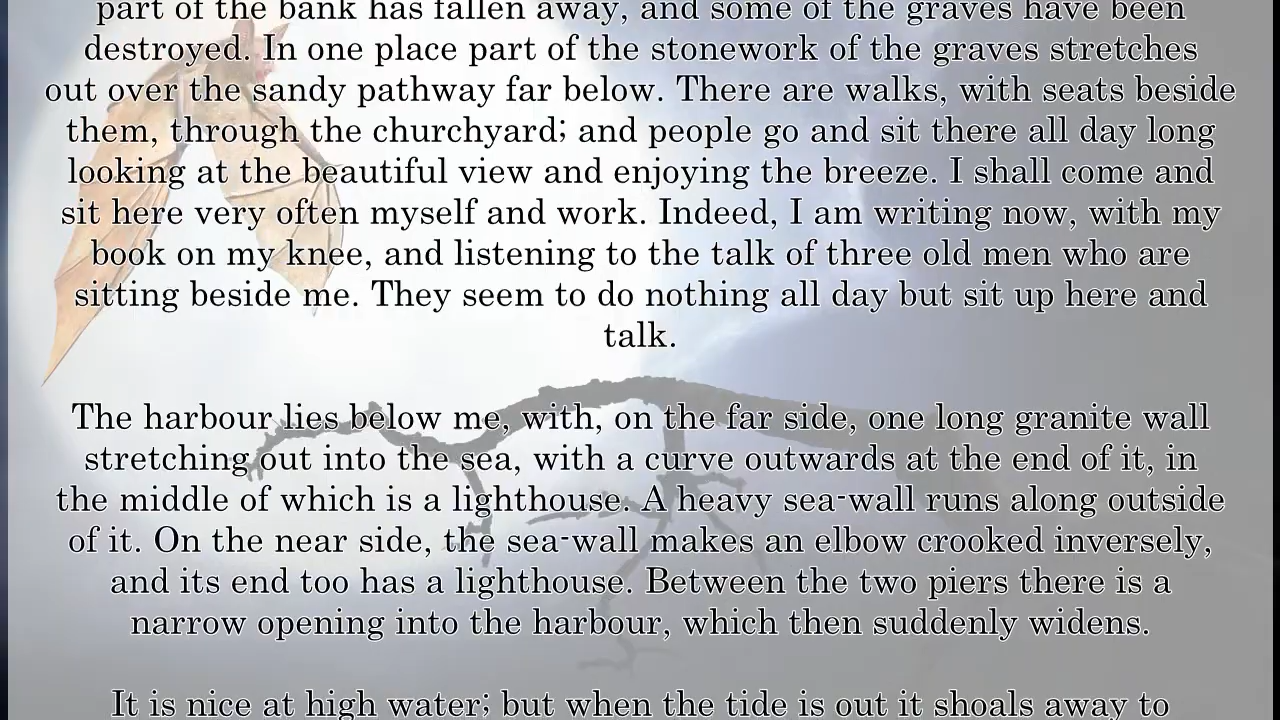 part of the bank has fallen away, and some of the graves have been
destroyed. In one place part of the stonework of the graves stretches
out over the sandy pathway far below. There are walks, with seats beside
them, through the churchyard; and people go and sit there all day long
looking at the beautiful view and enjoying the breeze. I shall come and
sit here very often myself and work. Indeed, I am writing now, with my
book on my knee, and listening to the talk of three old men who are
sitting beside me. They seem to do nothing all day but sit up here and
talk.
The harbour lies below me, with, on the far side, one long granite wall
stretching out into the sea, with a curve outwards at the end of it, in
the middle of which is a lighthouse. A heavy sea-wall runs along outside
of it. On the near side, the sea-wall makes an elbow crooked inversely,
and its end too has a lighthouse. Between the two piers there is a
narrow opening into the harbour, which then suddenly widens.
It is nice at high water; but when the tide is out it shoals away to